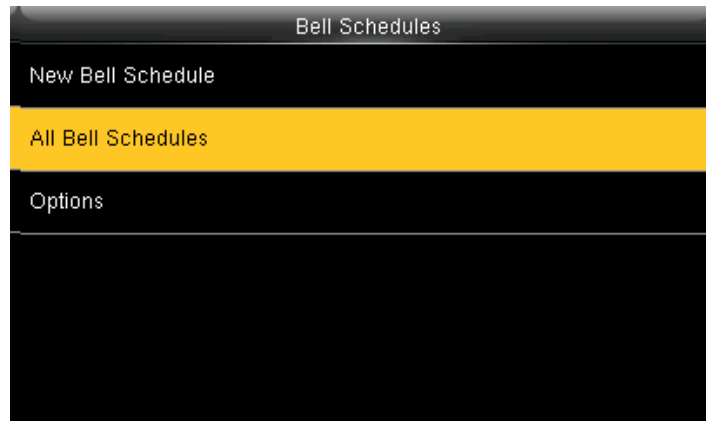 Bell Schedules
New Bell Schedule
All Bell Schedules
Options